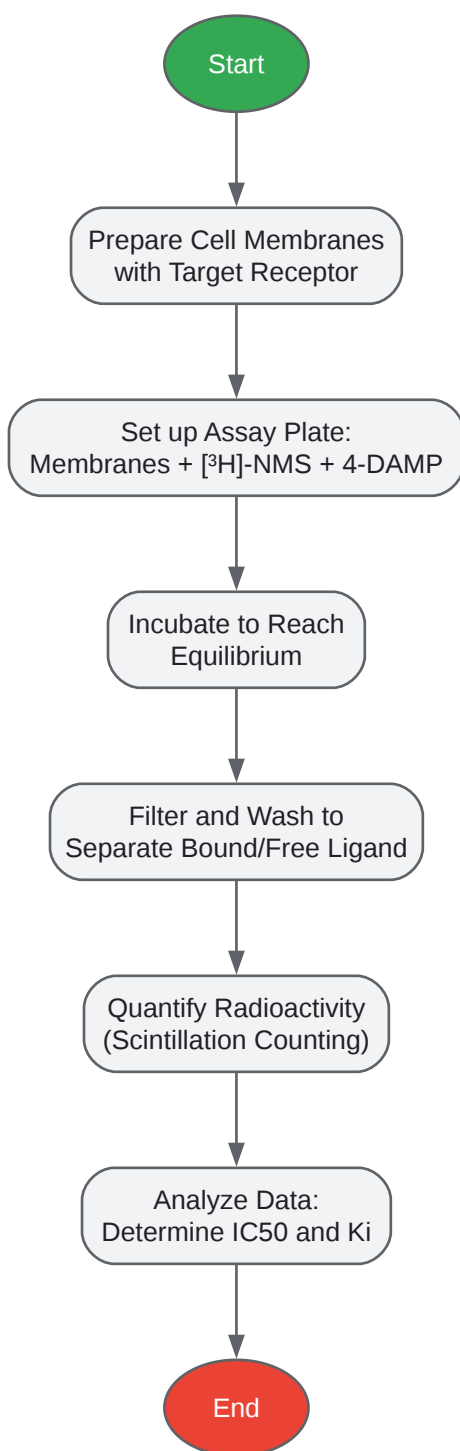 Start
Prepare Cell Membranes
with Target Receptor
Set up Assay Plate:
Membranes + [³H]-NMS + 4-DAMP
Incubate to Reach
Equilibrium
Filter and Wash to
Separate Bound/Free Ligand
Quantify Radioactivity
(Scintillation Counting)
Analyze Data:
Determine IC50 and Ki
End